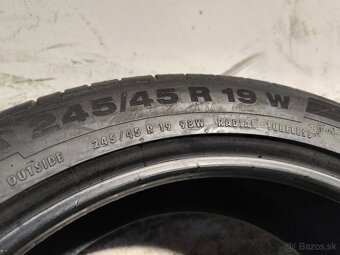 245/45 R 19 W
OUTSIDE 245/45 R 19 98W RADIAL TUBELESS
bazos.sk